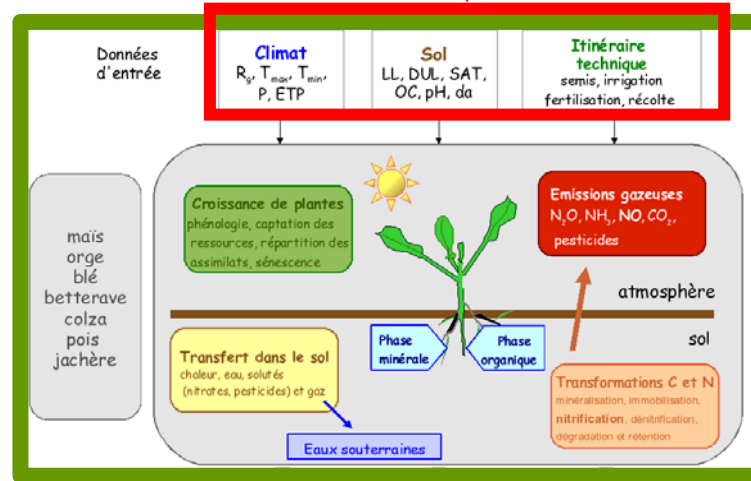 Données
d'entrée
Climat
Rg, Tmax, Tmin,
P, ETP
Sol
LL, DUL, SAT,
OC, pH, da
Itinéraire
technique
semis, irrigation
fertilisation, récolte
maïs
orge
blé
betterave
colza
pois
jachère
Croissance de plantes
phénologie, captation des
ressources, répartition des
assimilats, sénescence
Emissions gazeuses
N2O, NH3, NO, CO2,
pesticides
atmosphère
sol
Phase
minérale
Phase
organique
Transfert dans le sol
chaleur, eau, solutés
(nitrates, pesticides) et gaz
Eaux souterraines
Transformations C et N
minéralisation, immobilisation,
nitrification, dénitrification,
dégradation et rétention